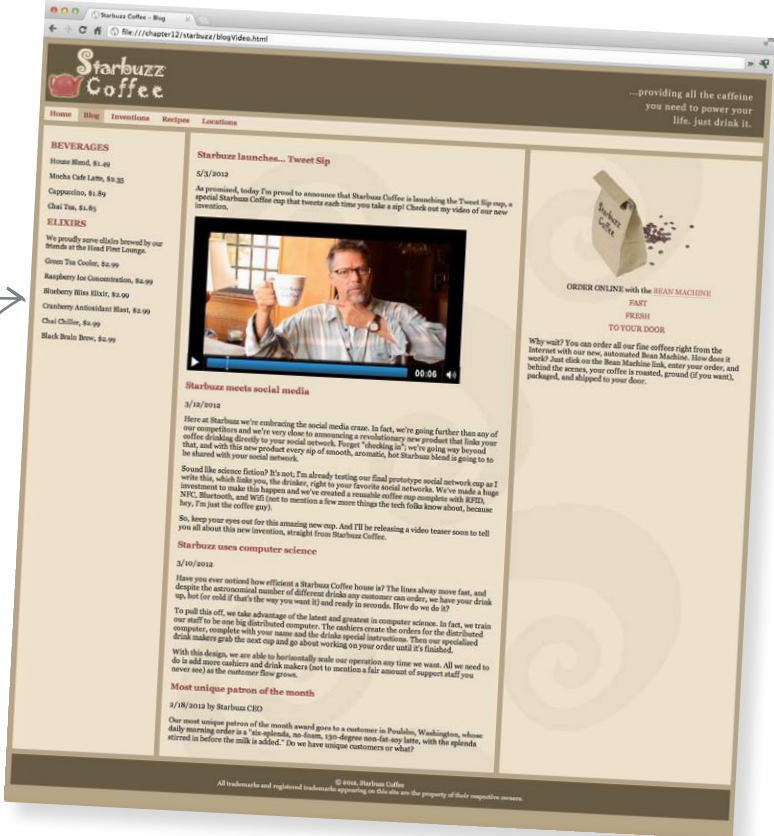 Starbuzz Coffee - Blog
file:///chapter12/starbuzz/blogVideo.html
Starbuzz
Coffee
...providing all the caffeine
you need to power your
life. just drink it.
Home Blog Inventions Recipes Locations
BEVERAGES
House Blend, $1.49
Mocha Cafe Latte, $2.35
Cappuccino, $1.89
Chai Tea, $1.85
ELIXIRS
We proudly serve elixirs brewed by our
friends at the Head First Lounge.
Green Tea Cooler, $2.99
Raspberry Ice Concentration, $2.99
Blueberry Bliss Elixir, $2.99
Cranberry Antioxidant Blast, $2.99
Chai Chiller, $2.99
Black Brain Brew, $2.99
Starbuzz launches... Tweet Sip
5/3/2012
As promised, today I'm proud to announce that Starbuzz Coffee is launching the Tweet Sip cup, a
special Starbuzz Coffee cup that tweets each time you take a sip! Check out my video of our new
invention.
00:06
Starbuzz meets social media
3/12/2012
Here at Starbuzz we're embracing the social media craze. In fact, we're going further than any of
our competitors and we're very close to announcing a revolutionary new product that links your
coffee drinking directly to your social network. Forget "checking in"; we're going way beyond
that, and with this new product every sip of smooth, aromatic, hot Starbuzz blend is going to to
be shared with your social network.
Sound like science fiction? It's not; I'm already testing our final prototype social network cup as I
write this, which links you, the drinker, right to your favorite social networks. We've made a huge
investment to make this happen and we've created a reusable coffee cup complete with RFID,
NFC, Bluetooth, and Wifi (not to mention a few more things the tech folks know about, because
hey, I'm just the coffee guy).
So, keep your eyes out for this amazing new cup. And I'll be releasing a video teaser soon to tell
you all about this new invention, straight from Starbuzz Coffee.
Starbuzz uses computer science
3/10/2012
Have you ever noticed how efficient a Starbuzz Coffee house is? The lines alway move fast, and
despite the astronomical number of different drinks any customer can order, we have your drink
up, hot (or cold if that's the way you want it) and ready in seconds. How do we do it?
To pull this off, we take advantage of the latest and greatest in computer science. In fact, we train
our staff to be one big distributed computer. The cashiers create the orders for the distributed
computer, complete with your name and the drinks special instructions. Then our specialized
drink makers grab the next cup and go about working on your order until it's finished.
With this design, we are able to horizontally scale our operation any time we want. All we need to
do is add more cashiers and drink makers (not to mention a fair amount of support staff you
never see) as the customer flow grows.
Most unique patron of the month
2/18/2012 by Starbuzz CEO
Our most unique patron of the month award goes to a customer in Poulsbo, Washington, whose
daily morning order is a "six-splenda, no-foam, 130-degree non-fat-soy latte, with the splenda
stirred in before the milk is added." Do we have unique customers or what?
Starbuzz
Coffee
ORDER ONLINE with the BEAN MACHINE
FAST
FRESH
TO YOUR DOOR
Why wait? You can order all our fine coffees right from the
Internet with our new, automated Bean Machine. How does it
work? Just click on the Bean Machine link, enter your order, and
behind the scenes, your coffee is roasted, ground (if you want),
packaged, and shipped to your door.
© 2012, Starbuzz Coffee
All trademarks and registered trademarks appearing on this site are the property of their respective owners.